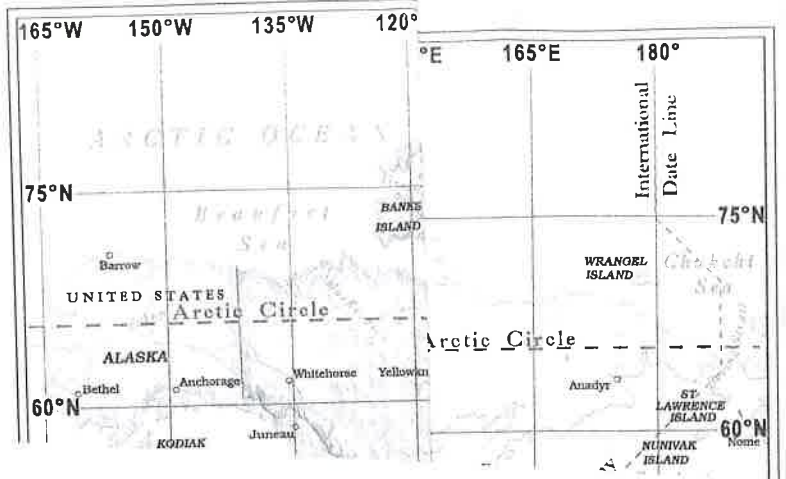 165°W 150°W 135°W 120°
ARCTIC OCEAN
75°N
Beaufort
Sea
BANKS
ISLAND
Barrow
UNITED STATES
Arctic Circle
ALASKA
Bethel
Anchorage
Whitehorse
Yellowkn
60°N
Juneau
KODIAK
°E 165°E 180°
International
Date Line
75°N
WRANGEL
ISLAND
Chukchi
Sea
Arctic Circle
Anadyr
ST-
LAWRENCE
ISLAND
60°N
Nome
NUNIVAK
ISLAND